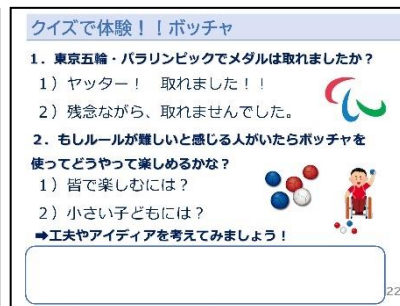 クイズで体験！！ボッチャ
１．東京五輪・パラリンピックでメダルは取れましたか？
１）ヤッター！　取れました！！
２）残念ながら、取れませんでした。
２．もしルールが難しいと感じる人がいたらボッチャを
使ってどうやって楽しめるかな？
１）皆で楽しむには？
２）小さい子どもには？
➡工夫やアイディアを考えてみましょう！
22